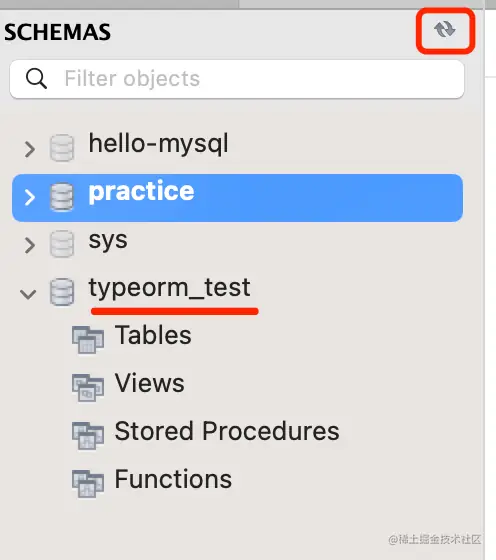 SCHEMAS
Filter objects
hello-mysql
practice
sys
typeorm_test
Tables
Views
Stored Procedures
Functions
@稀土掘金技术社区